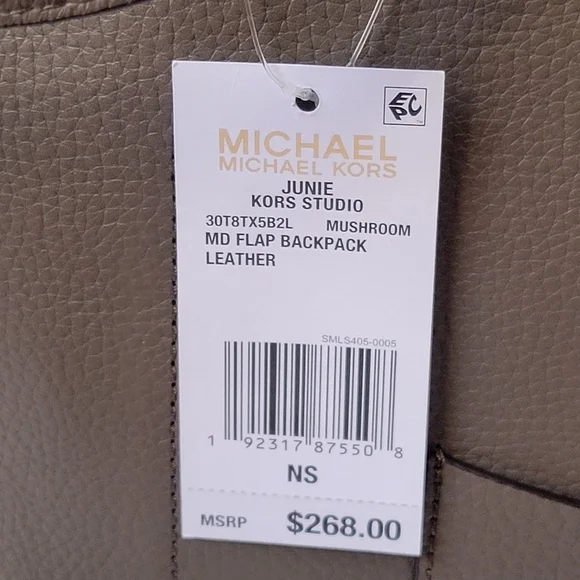 EPC
MICHAEL
MICHAEL KORS
JUNIE
KORS STUDIO
30T8TX5B2L MUSHROOM
MD FLAP BACKPACK
LEATHER
SMLS405-0005
1 92317 87550 8
NS
MSRP $268.00